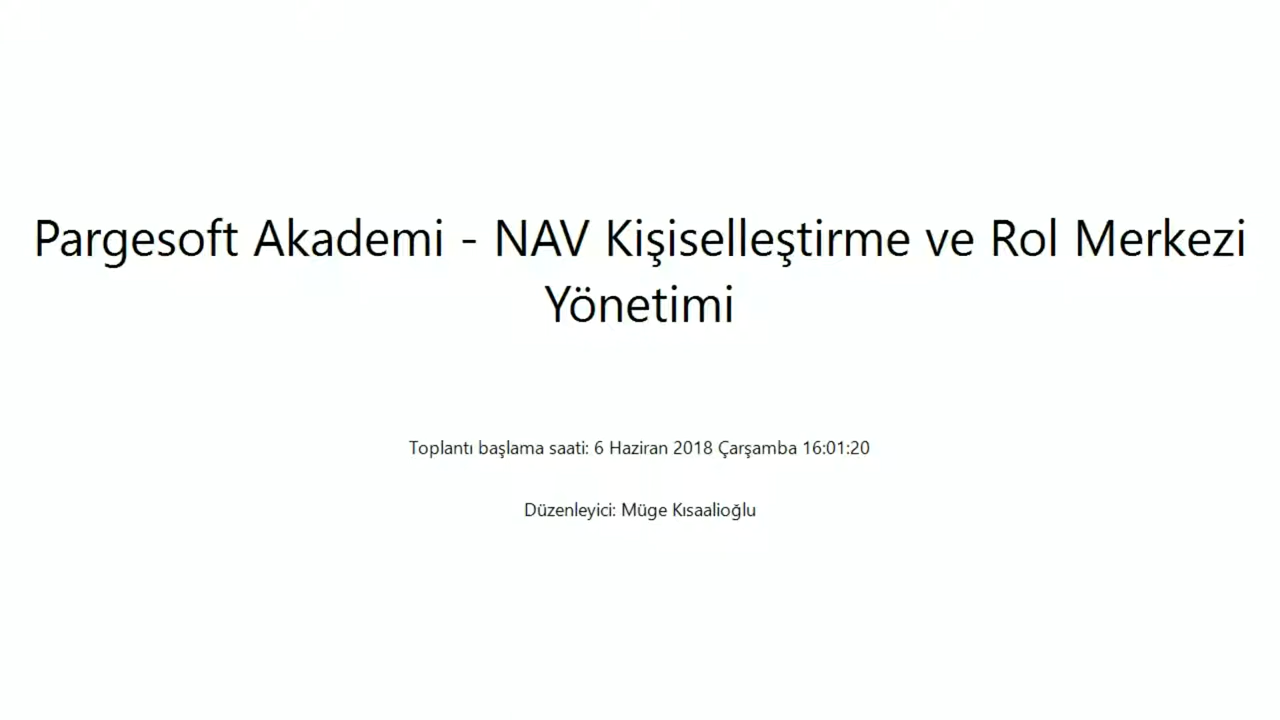 Pargesoft Akademi - NAV Kişiselleştirme ve Rol Merkezi
Yönetimi
Toplantı başlama saati: 6 Haziran 2018 Çarşamba 16:01:20
Düzenleyici: Müge Kısaalioğlu